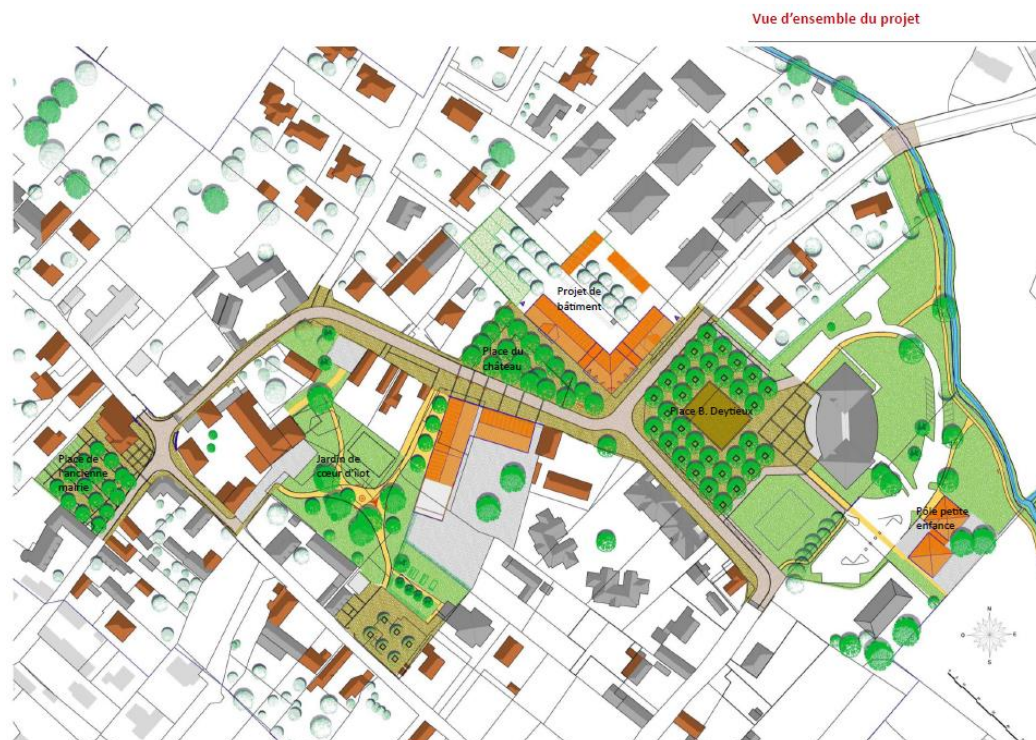 Vue d'ensemble du projet
Projet de
bâtiment
Place du
château
Place B. Deytieux
Place de
l'ancienne
mairie
Jardin de
cœur d'îlot
Pôle petite
enfance
N
O
E
S